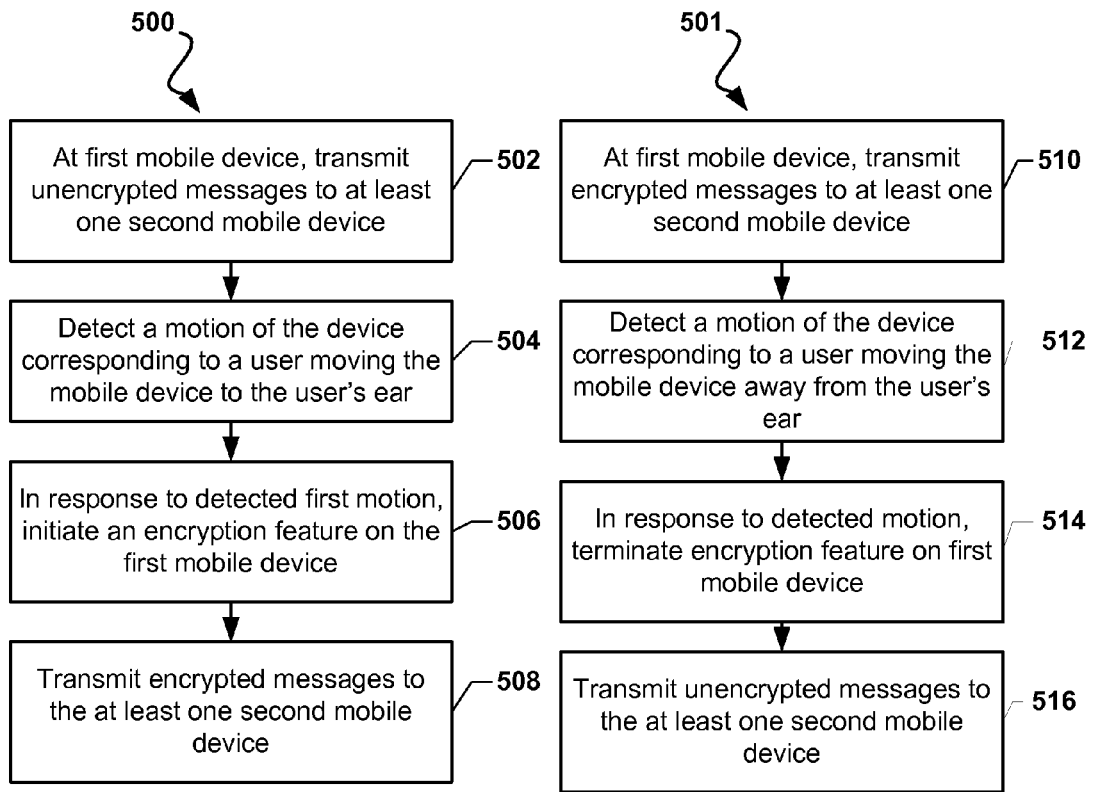 500
At first mobile device, transmit
unencrypted messages to at least
one second mobile device
502
Detect a motion of the device
corresponding to a user moving the
mobile device to the user's ear
504
In response to detected first motion,
initiate an encryption feature on the
first mobile device
506
Transmit encrypted messages to
the at least one second mobile
device
508
501
At first mobile device, transmit
encrypted messages to at least one
second mobile device
510
Detect a motion of the device
corresponding to a user moving the
mobile device away from the user's
ear
512
In response to detected motion,
terminate encryption feature on first
mobile device
514
Transmit unencrypted messages to
the at least one second mobile
device
516